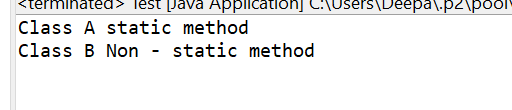 <terminated> Test [Java Application] C:\Users\Deepa\.p2\pool\
Class A static method
Class B Non - static method